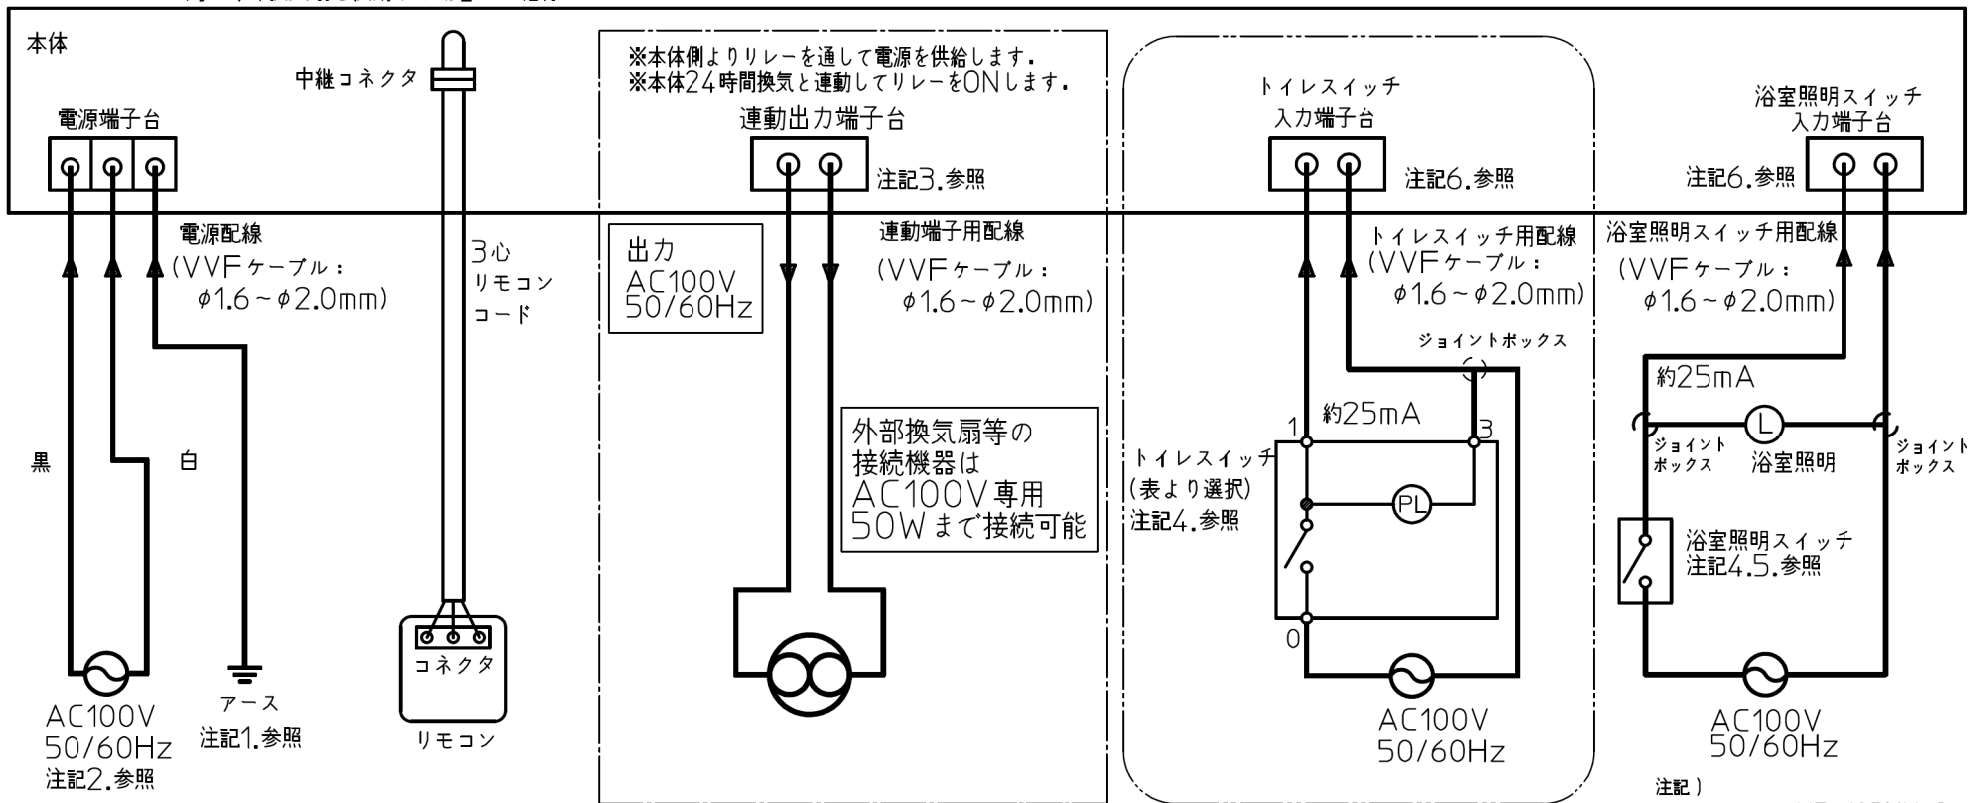 本体
中継コネクタ
電源端子台
電源配線
(VVFケーブル:
φ1.6~φ2.0mm)
黒
白
AC100V
50/60Hz
注記2.参照
アース
注記1.参照
3心
リモコン
コード
コネクタ
リモコン
※本体側よりリレーを通して電源を供給します.
※本体24時間換気と連動してリレーをONします.
連動出力端子台
注記3.参照
出力
AC100V
50/60Hz
連動端子用配線
(VVFケーブル:
φ1.6~φ2.0mm)
外部換気扇等の
接続機器は
AC100V専用
50Wまで接続可能
トイレスイッチ
入力端子台
注記6.参照
トイレスイッチ用配線
(VVFケーブル:
φ1.6~φ2.0mm)
ジョイントボックス
約25mA
1
3
トイレスイッチ
(表より選択)
注記4.参照
PL
0
AC100V
50/60Hz
浴室照明スイッチ
入力端子台
注記6.参照
浴室照明スイッチ用配線
(VVFケーブル:
φ1.6~φ2.0mm)
約25mA
L
ジョイント
ボックス
浴室照明
ジョイント
ボックス
浴室照明スイッチ
注記4.5.参照
AC100V
50/60Hz
注記)